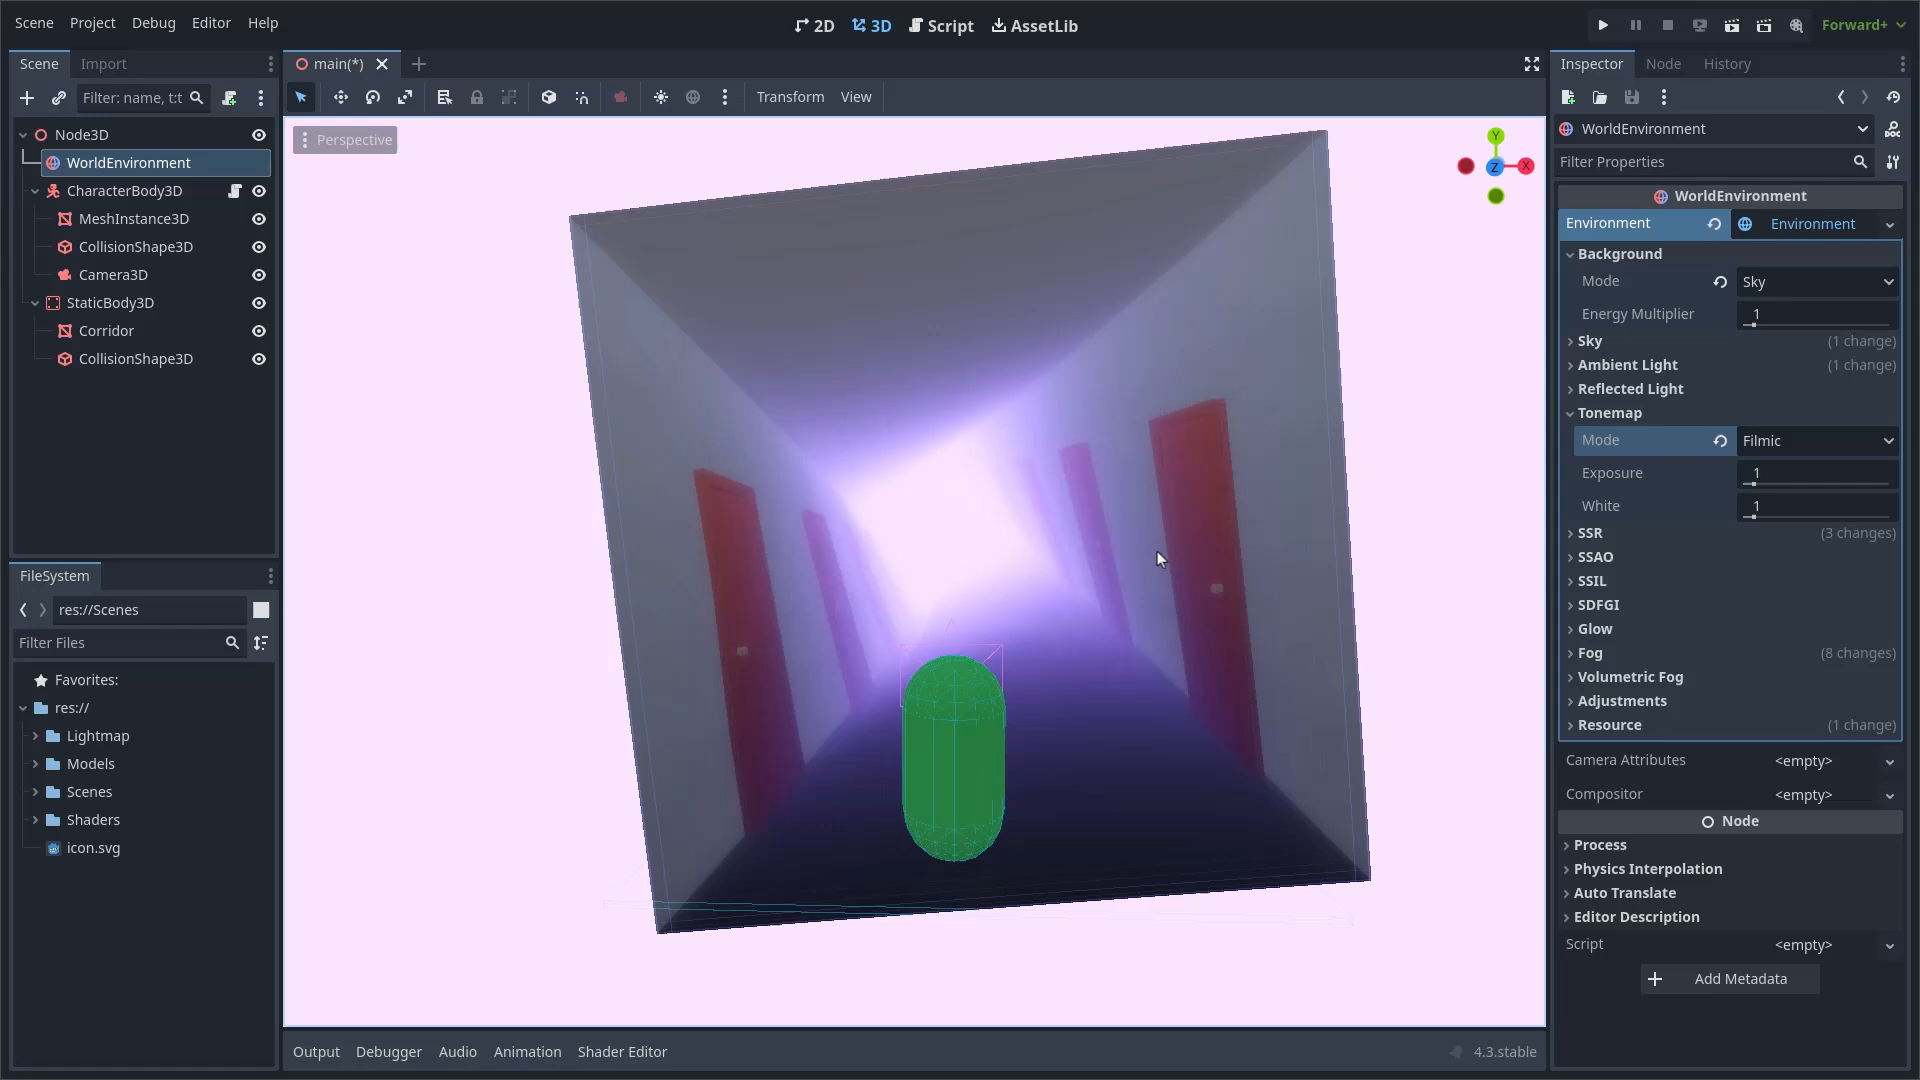 Scene Project Debug Editor Help
2D 3D Script AssetLib
Forward+
Scene Import
Filter: name, t:t
Node3D
WorldEnvironment
CharacterBody3D
MeshInstance3D
CollisionShape3D
Camera3D
StaticBody3D
Corridor
CollisionShape3D
FileSystem
res://Scenes
Filter Files
Favorites:
res://
Lightmap
Models
Scenes
Shaders
icon.svg
main(*)
Transform View
Perspective
Y
X
Z
Output Debugger Audio Animation Shader Editor
4.3.stable
Inspector Node History
WorldEnvironment
Filter Properties
WorldEnvironment
Environment Environment
Background
Mode Sky
Energy Multiplier 1
Sky (1 change)
Ambient Light (1 change)
Reflected Light
Tonemap
Mode Filmic
Exposure 1
White 1
SSR (3 changes)
SSAO
SSIL
SDFGI
Glow
Fog (8 changes)
Volumetric Fog
Adjustments
Resource (1 change)
Camera Attributes <empty>
Compositor <empty>
Node
Process
Physics Interpolation
Auto Translate
Editor Description
Script <empty>
Add Metadata